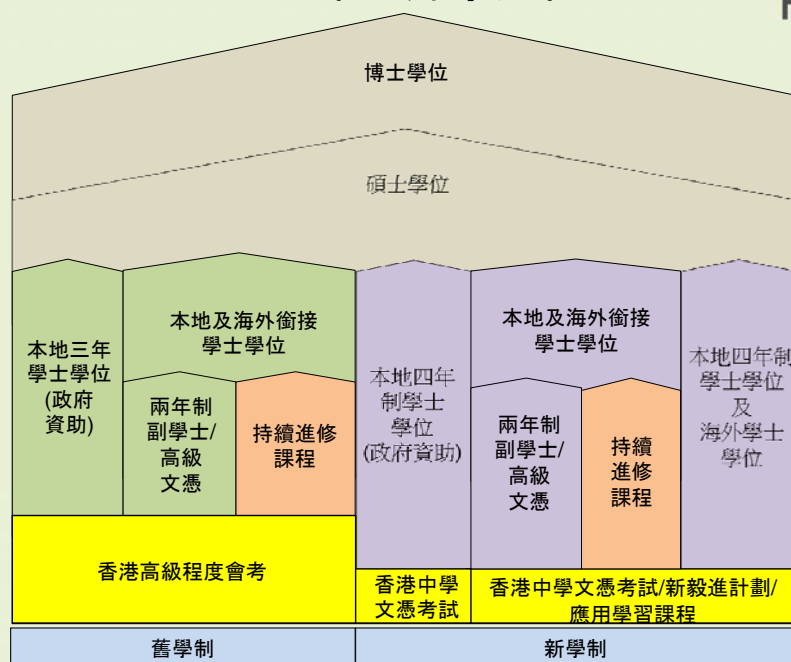 博士學位
碩士學位
本地三年
學士學位
(政府
資助)
本地及海外銜接
學士學位
兩年制
副學士/
高級
文憑
持續進修
課程
本地四年
制學士
學位
(政府資助)
本地及海外銜接
學士學位
兩年制
副學士/
高級
文憑
持續
進修
課程
本地四年制
學士學位
及
海外學士
學位
香港高級程度會考
香港中學
文憑考試
香港中學文憑考試/新毅進計劃/
應用學習課程
舊學制
新學制